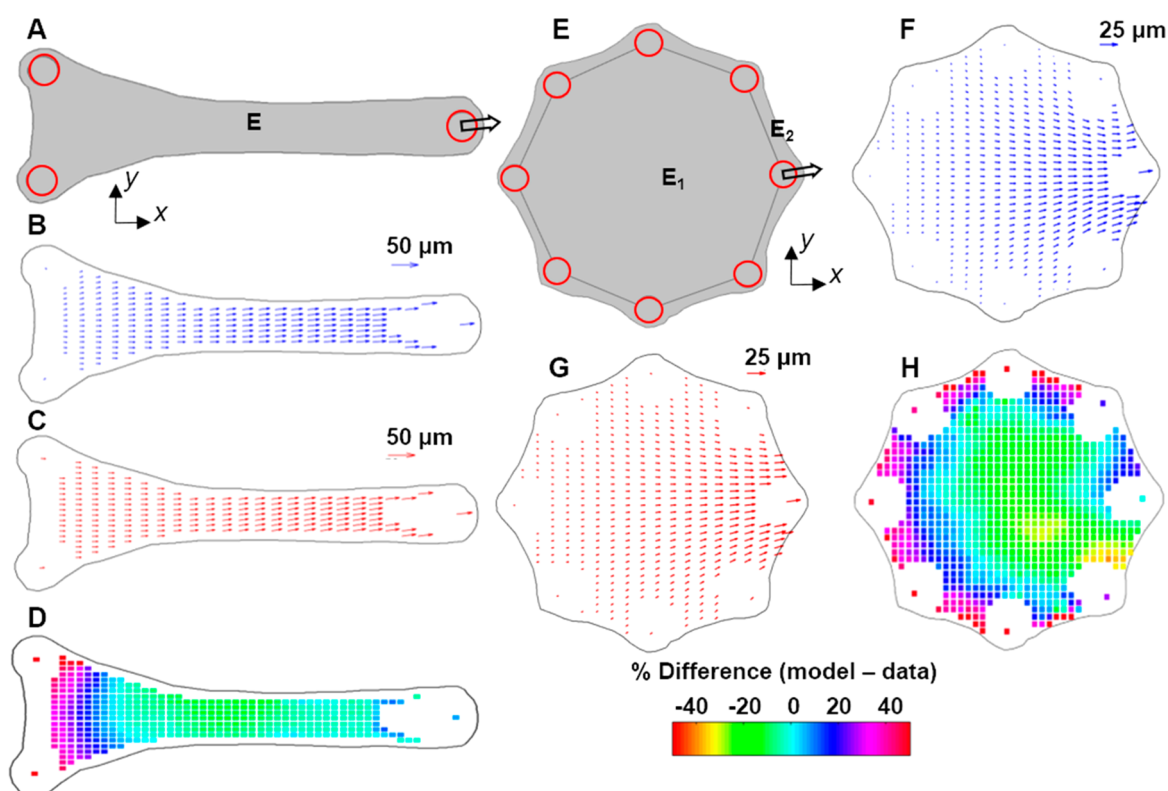 A
E
y
x
B
50 µm
C
50 µm
D
E
E1
E2
y
x
F
25 µm
G
25 µm
H
% Difference (model – data)
-40 -20 0 20 40